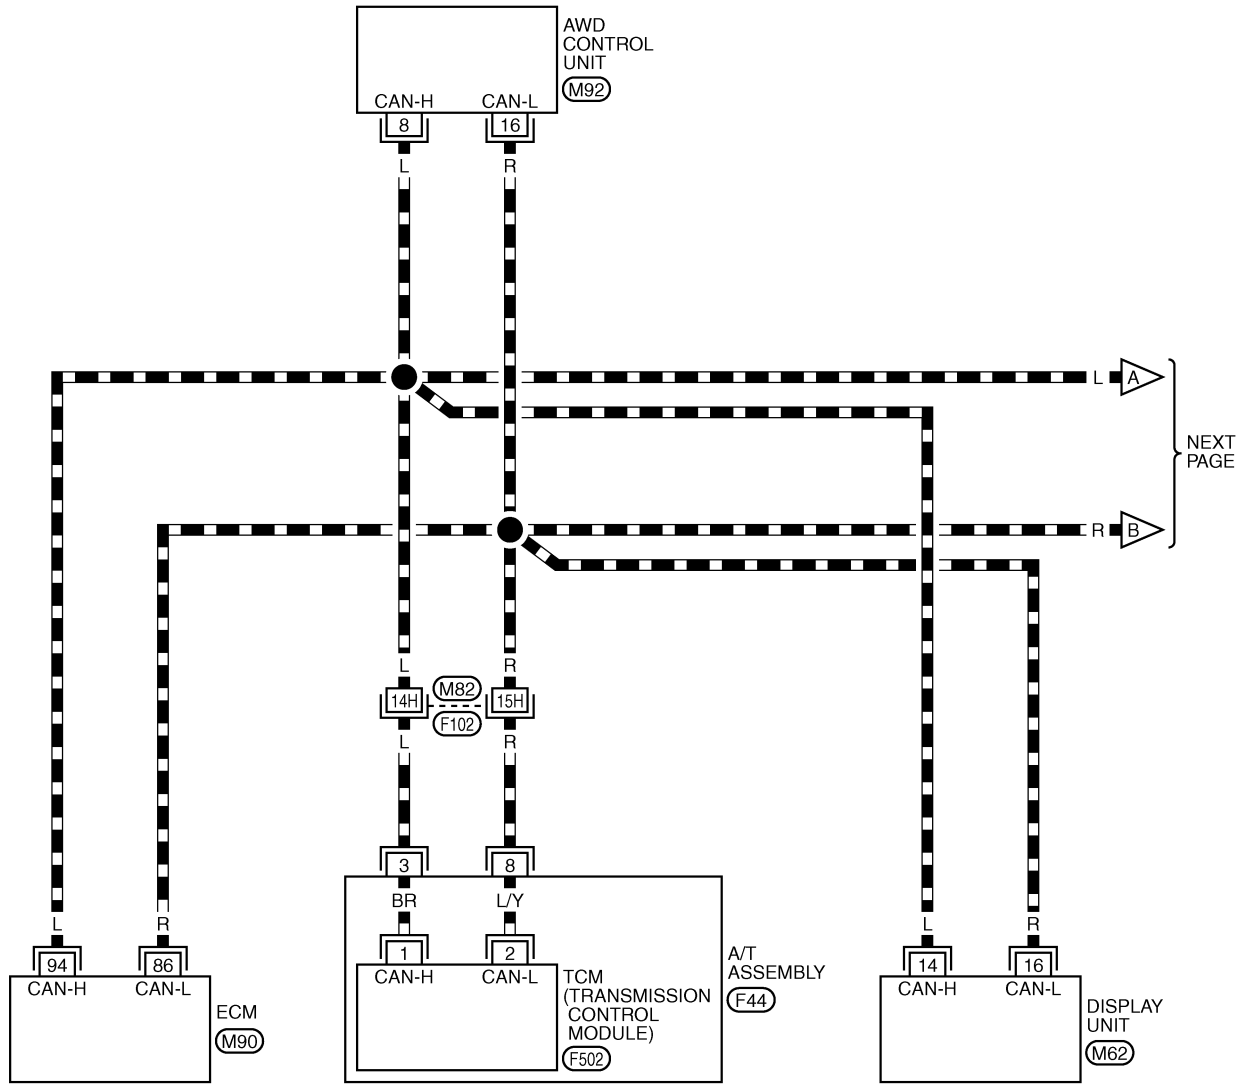 AWD
CONTROL
UNIT
M92
CAN-H CAN-L
8 16
L R
L A
NEXT
PAGE
R B
L R
M82
14H 15H
F102
L R
3 8
BR L/Y
L R L R
94 86 1 2 14 16
CAN-H CAN-L CAN-H CAN-L CAN-H CAN-L
A/T
ASSEMBLY
F44
TCM
(TRANSMISSION
CONTROL
MODULE)
F502
ECM
M90
DISPLAY
UNIT
M62